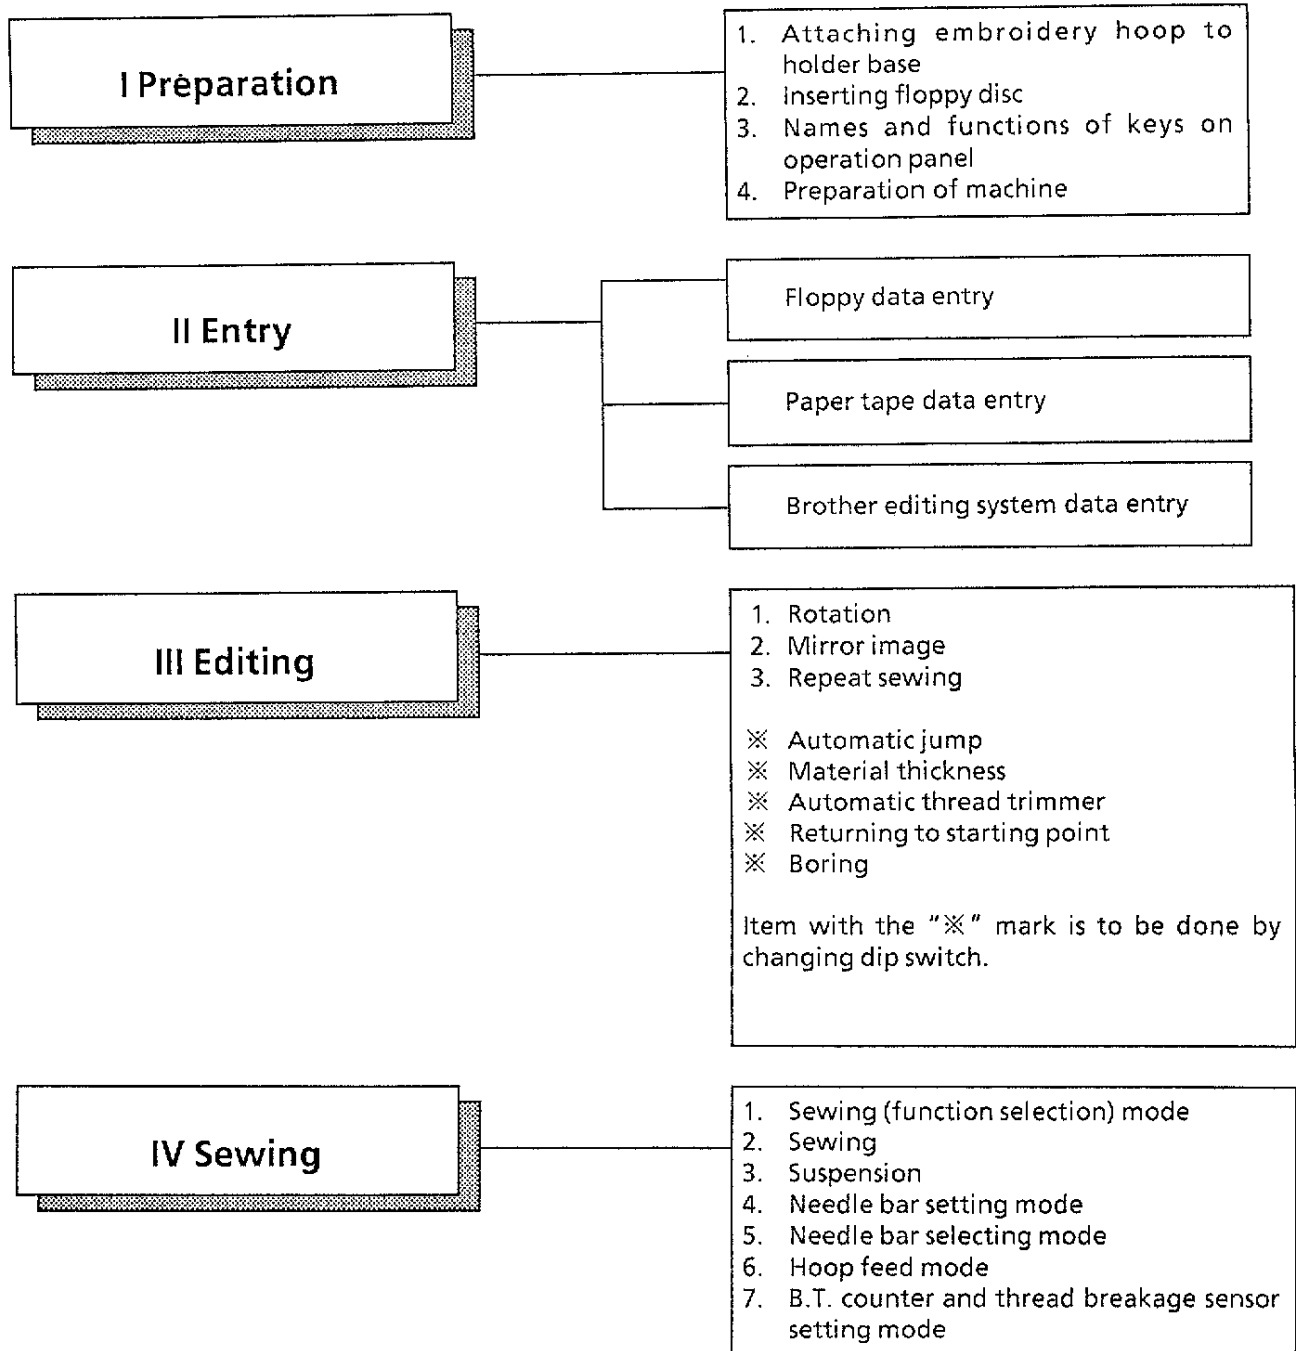 I Preparation
1. Attaching embroidery hoop to
holder base
2. Inserting floppy disc
3. Names and functions of keys on
operation panel
4. Preparation of machine
II Entry
Floppy data entry
Paper tape data entry
Brother editing system data entry
III Editing
1. Rotation
2. Mirror image
3. Repeat sewing
※ Automatic jump
※ Material thickness
※ Automatic thread trimmer
※ Returning to starting point
※ Boring
Item with the "※" mark is to be done by
changing dip switch.
IV Sewing
1. Sewing (function selection) mode
2. Sewing
3. Suspension
4. Needle bar setting mode
5. Needle bar selecting mode
6. Hoop feed mode
7. B.T. counter and thread breakage sensor
setting mode